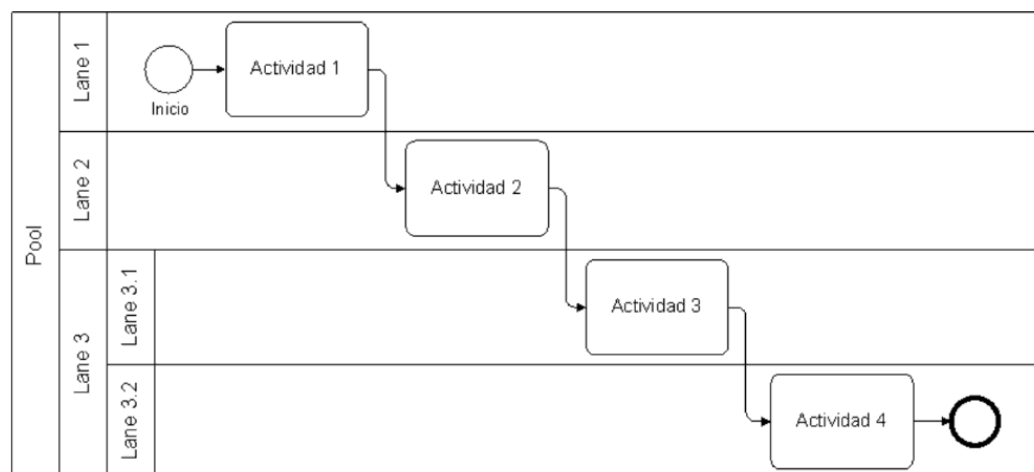 Pool
Lane 1
Inicio
Actividad 1
Lane 2
Actividad 2
Lane 3
Lane 3.1
Actividad 3
Lane 3.2
Actividad 4